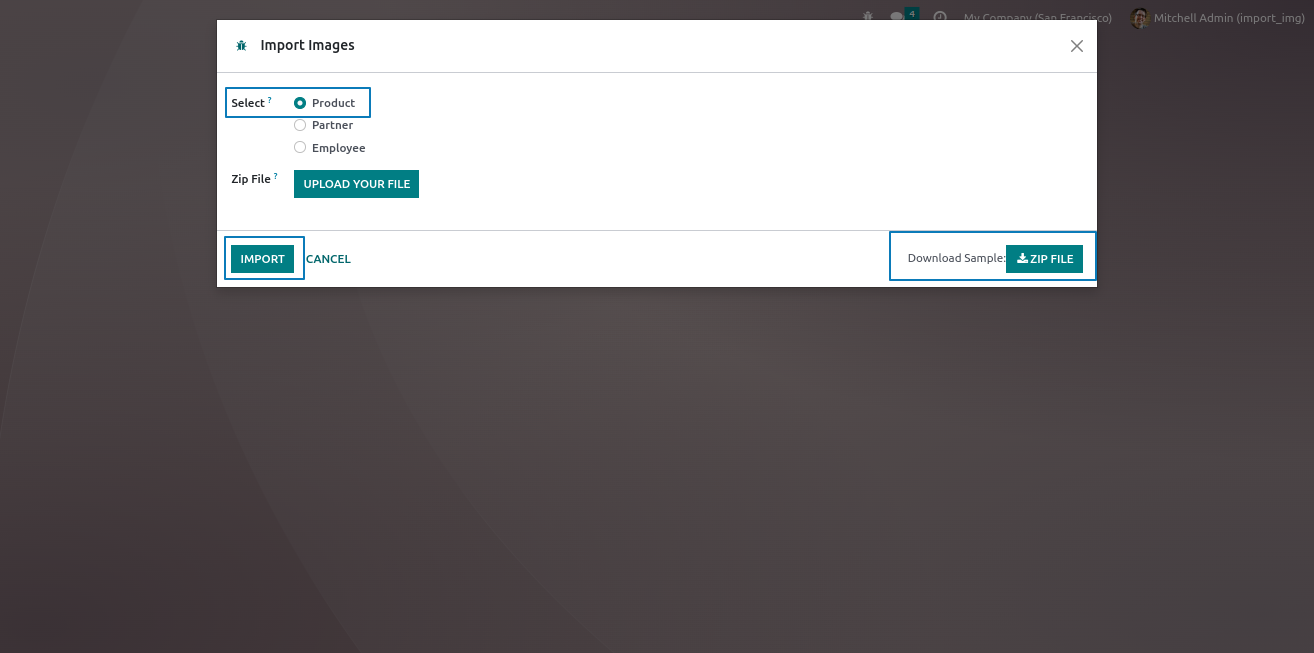 4 My Company (San Francisco) Mitchell Admin (import_img)
Import Images
Select ? Product
Partner
Employee
Zip File ? UPLOAD YOUR FILE
IMPORT CANCEL Download Sample: ZIP FILE